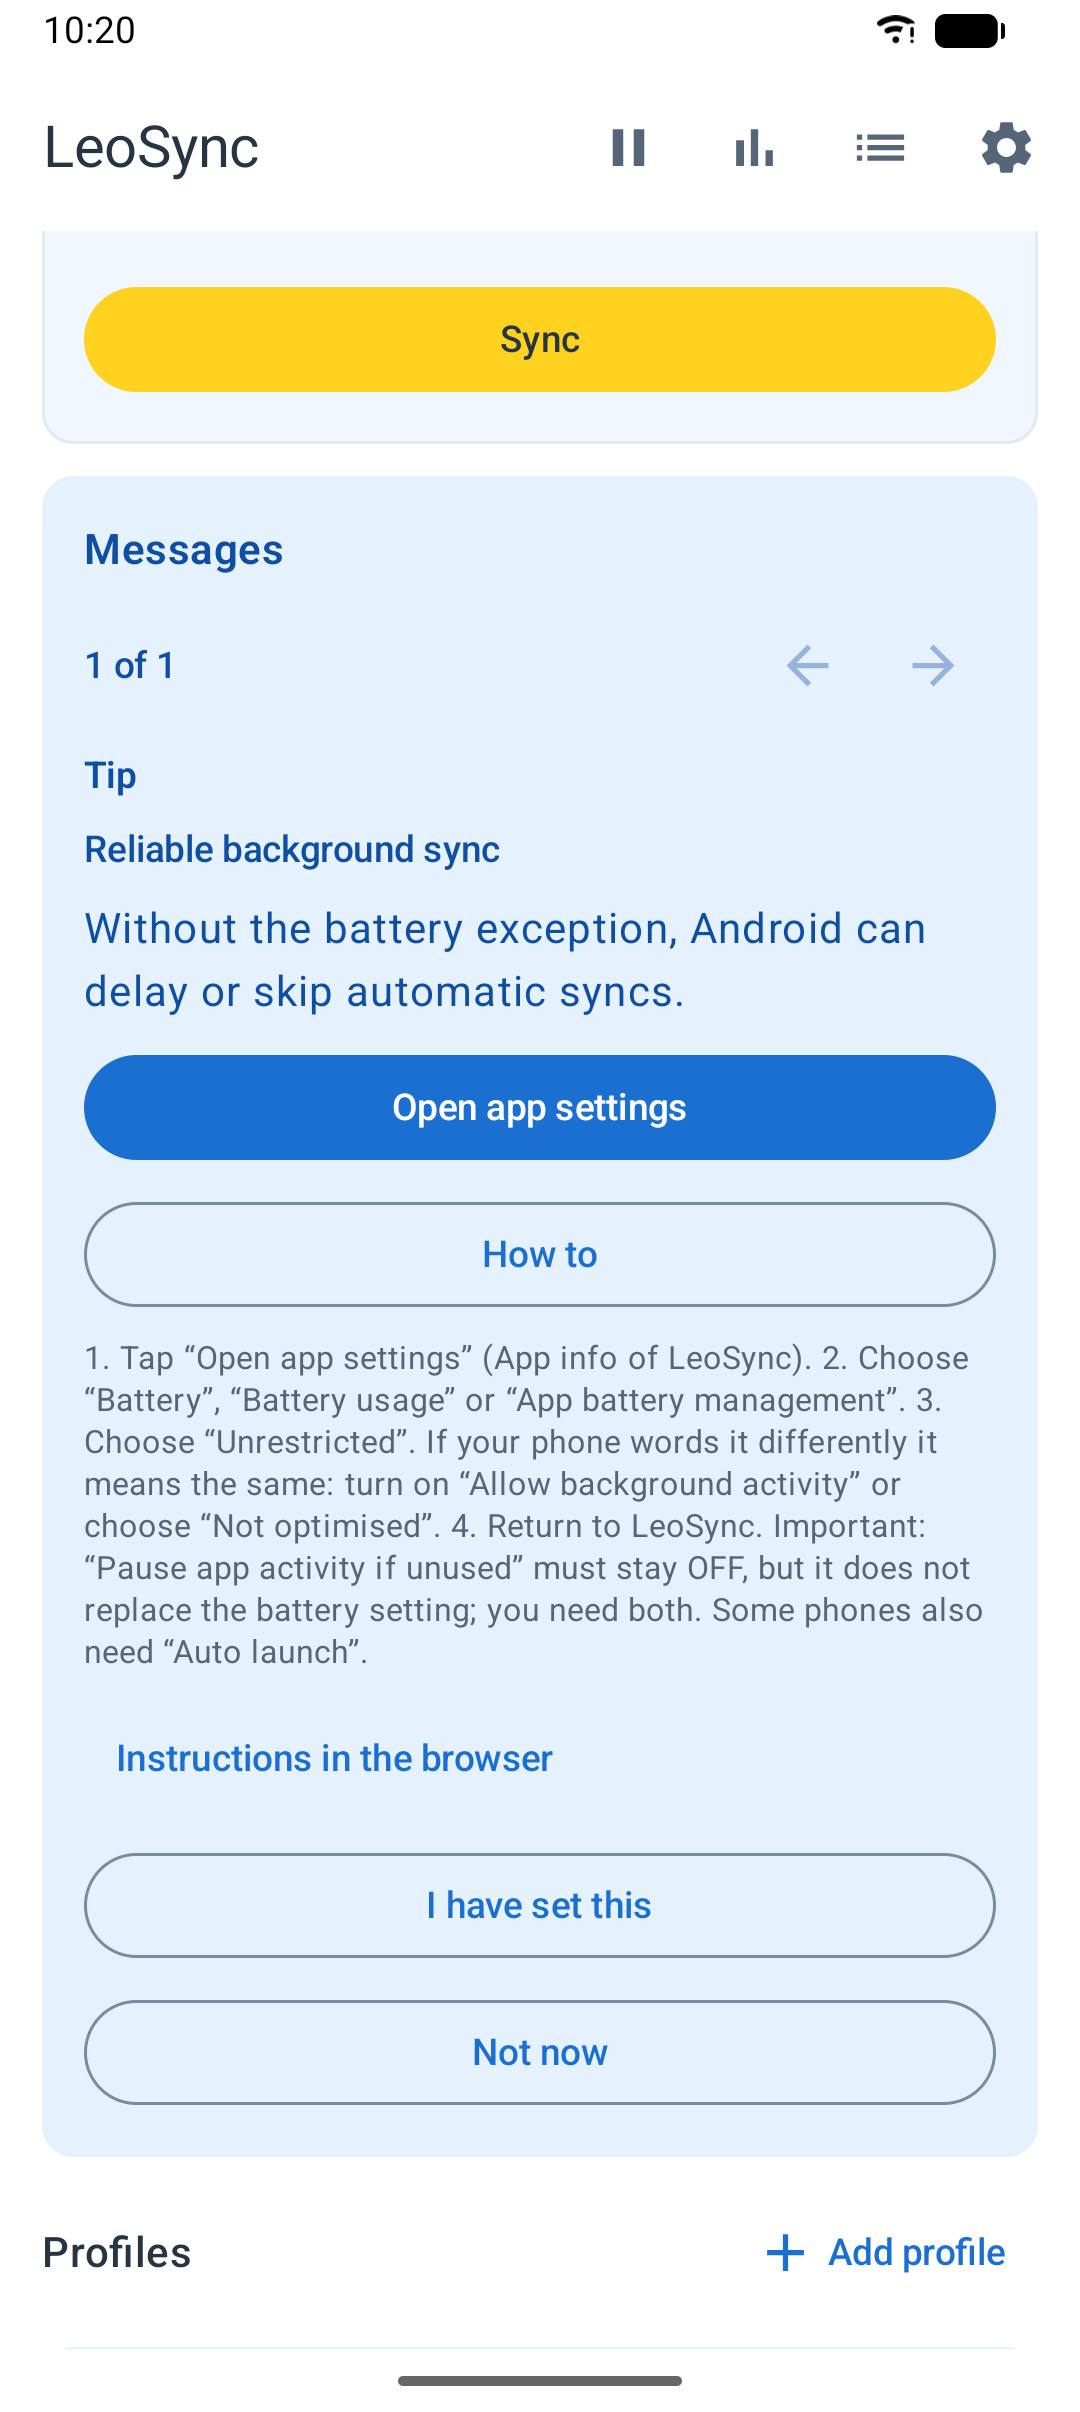 10:20
LeoSync
Sync
Messages
1 of 1
Tip
Reliable background sync
Without the battery exception, Android can
delay or skip automatic syncs.
Open app settings
How to
1. Tap “Open app settings” (App info of LeoSync). 2. Choose
“Battery”, “Battery usage” or “App battery management”. 3.
Choose “Unrestricted”. If your phone words it differently it
means the same: turn on “Allow background activity” or
choose “Not optimised”. 4. Return to LeoSync. Important:
“Pause app activity if unused” must stay OFF, but it does not
replace the battery setting; you need both. Some phones also
need “Auto launch”.
Instructions in the browser
I have set this
Not now
Profiles
Add profile